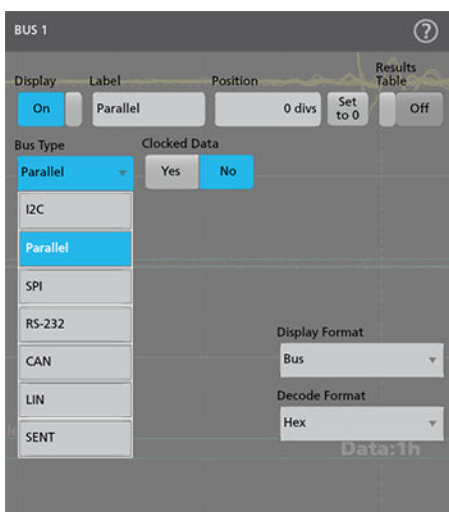 BUS 1
?
Display Label Position Results Table
On Parallel 0 divs Set to 0 Off
Bus Type Clocked Data
Parallel Yes No
I2C
Parallel
SPI
RS-232
CAN
LIN
SENT
Display Format
Bus
Decode Format
Hex
Data:1h